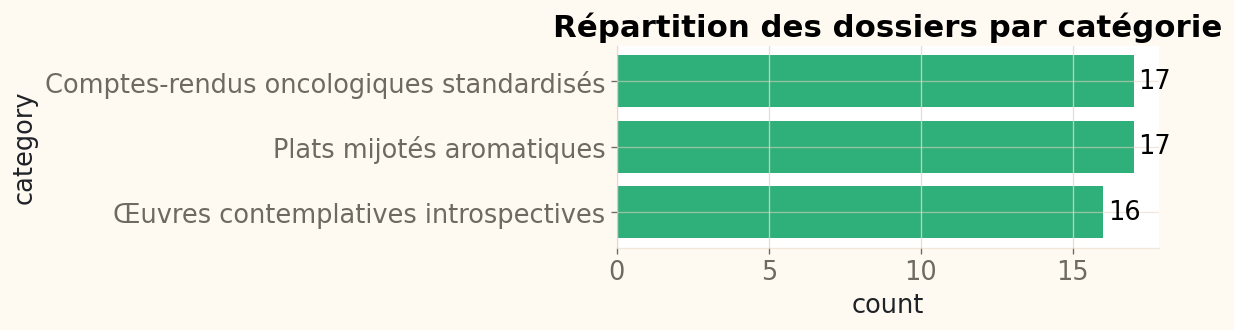 Répartition des dossiers par catégorie
category
Comptes-rendus oncologiques standardisés
17
Plats mijotés aromatiques
17
Œuvres contemplatives introspectives
16
0 5 10 15
count